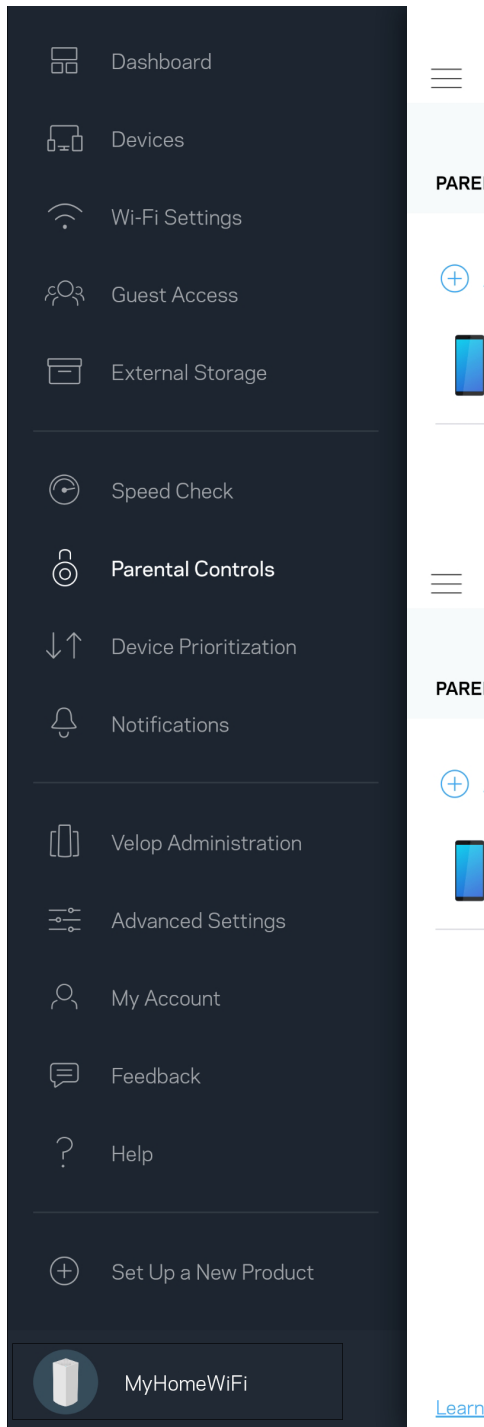 Dashboard
Devices
Wi-Fi Settings
PARE
Guest Access
External Storage
Speed Check
Parental Controls
Device Prioritization
PARE
Notifications
Velop Administration
Advanced Settings
My Account
Feedback
Help
Set Up a New Product
MyHomeWiFi
Learn